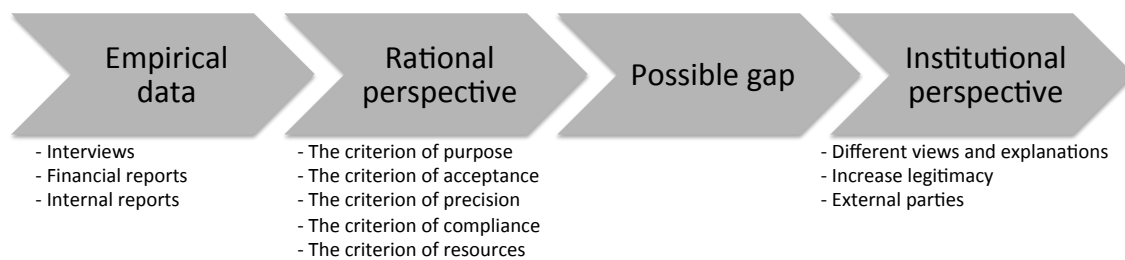 Empirical
data
Rational
perspective
Possible gap
Institutional
perspective
- Interviews
- Financial reports
- Internal reports
- The criterion of purpose
- The criterion of acceptance
- The criterion of precision
- The criterion of compliance
- The criterion of resources
- Different views and explanations
- Increase legitimacy
- External parties